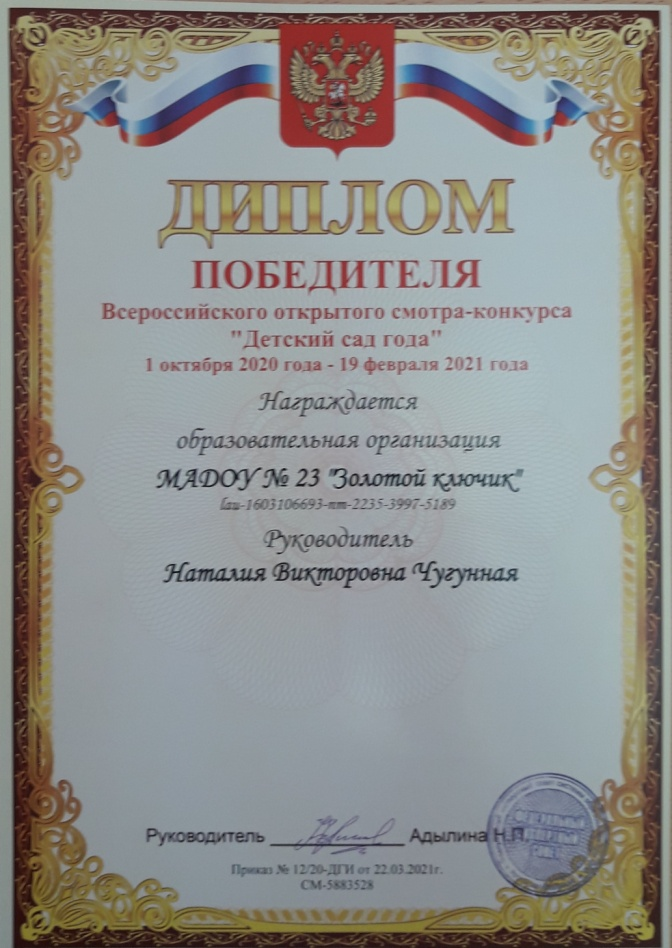 ДИПЛОМ
ПОБЕДИТЕЛЯ
Всероссийского открытого смотра-конкурса
"Детский сад года"
1 октября 2020 года - 19 февраля 2021 года
Награждается
образовательная организация
МАДОУ № 23 "Золотой ключик"
lau-1603106693-nm-2235-3997-5189
Руководитель
Наталия Викторовна Чугунная
Руководитель Адылина Н.П.
Приказ № 12/20-ДГИ от 22.03.2021г.
СМ-5883528